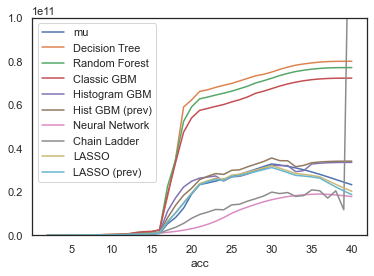 1e11
1.0
0.8
0.6
0.4
0.2
0.0
mu
Decision Tree
Random Forest
Classic GBM
Histogram GBM
Hist GBM (prev)
Neural Network
Chain Ladder
LASSO
LASSO (prev)
5 10 15 20 25 30 35 40
acc